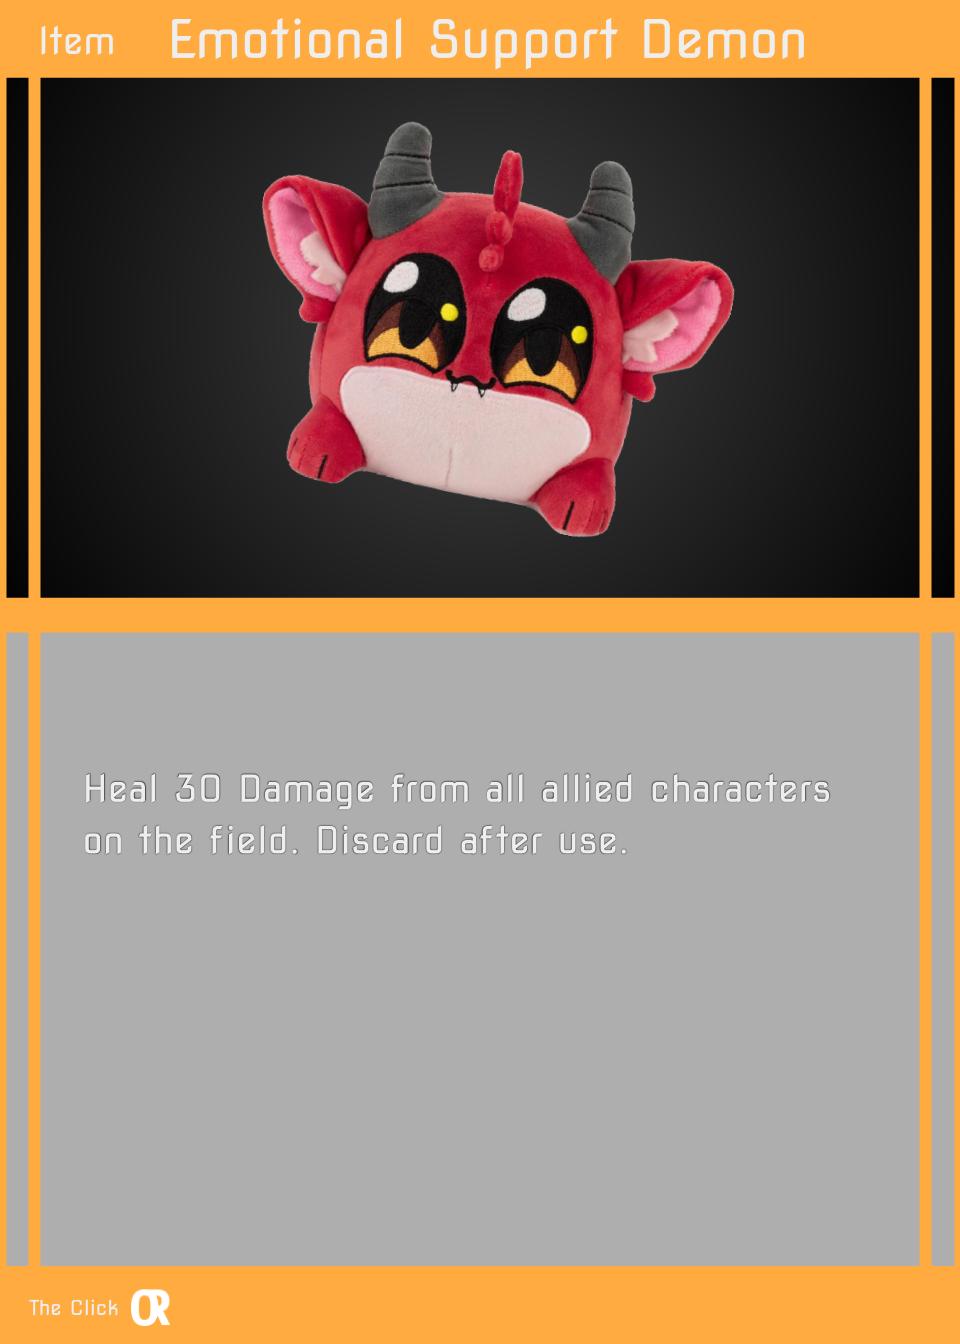 Item Emotional Support Demon
Heal 30 Damage from all allied characters
on the field. Discard after use.
The Click OR